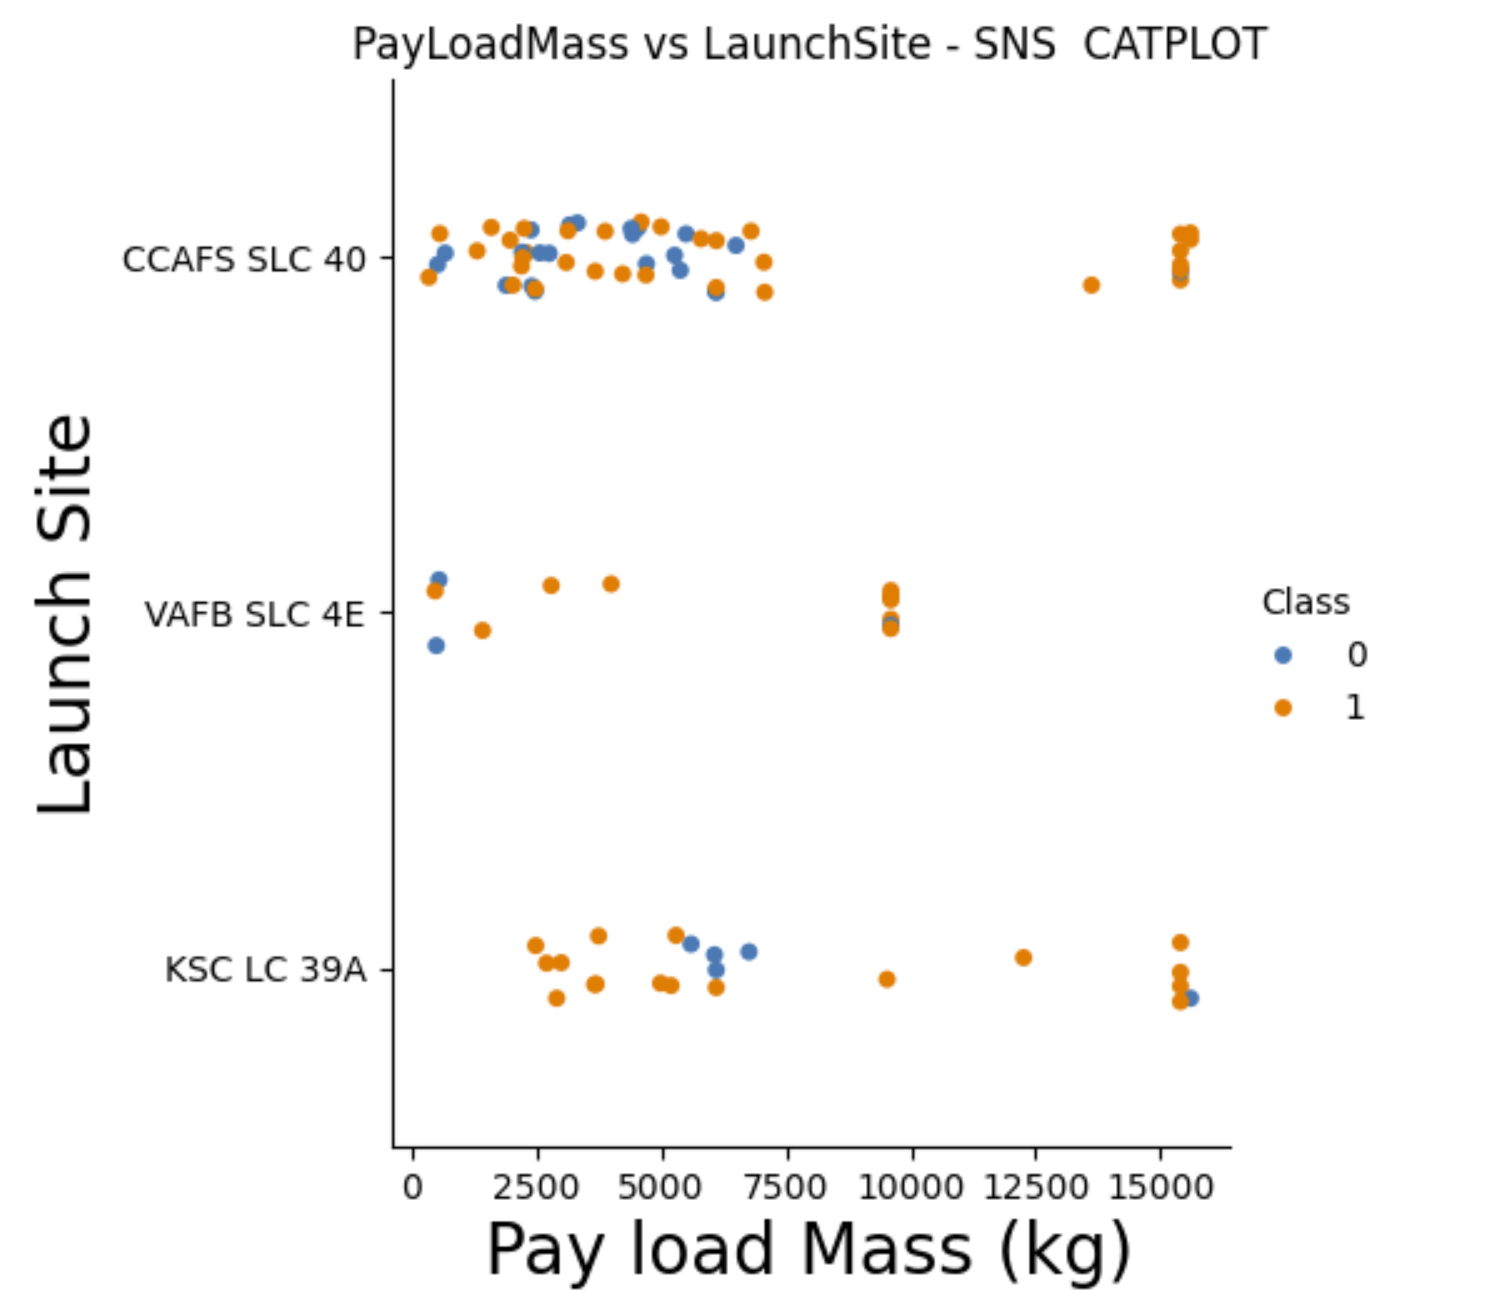 PayLoadMass vs LaunchSite - SNS  CATPLOT
CCAFS SLC 40
VAFB SLC 4E
KSC LC 39A
Launch Site
Class
0
1
0 2500 5000 7500 10000 12500 15000
Pay load Mass (kg)